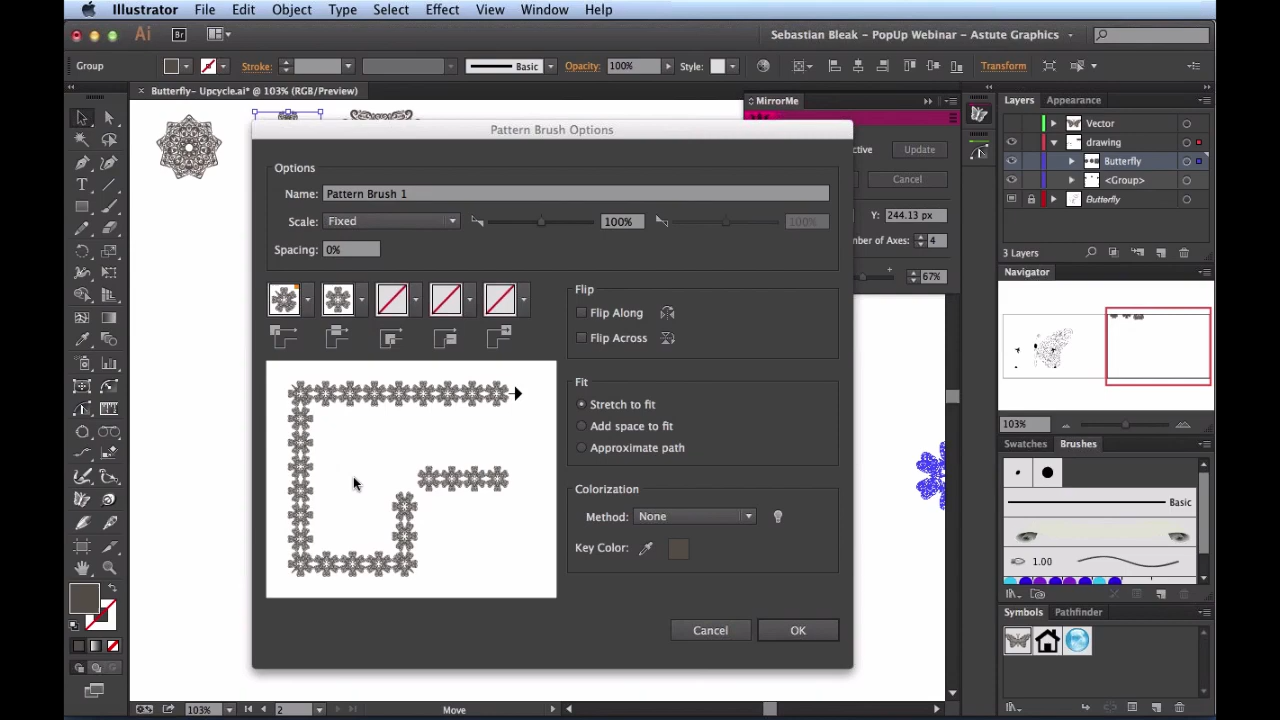 Illustrator File Edit Object Type Select Effect View Window Help
Ai Br Sebastian Bleak – PopUp Webinar – Astute Graphics
Group Stroke: Basic Opacity: 100% Style: Transform
× Butterfly- Upcycle.ai* @ 103% (RGB/Preview)
MirrorMe
Layers Appearance
Pattern Brush Options
Vector
ctive Update
drawing
Options
Butterfly
Name: Pattern Brush 1
Cancel
<Group>
Scale: Fixed 100% 100%
Y: 244.13 px
Butterfly
Spacing: 0%
mber of Axes: 4
3 Layers
67%
Navigator
Flip
Flip Along
Flip Across
Fit
Stretch to fit
Add space to fit
103%
Approximate path
Swatches Brushes
Colorization
Basic
Method: None
Key Color:
1.00
Symbols Pathfinder
Cancel OK
103% 2 Move